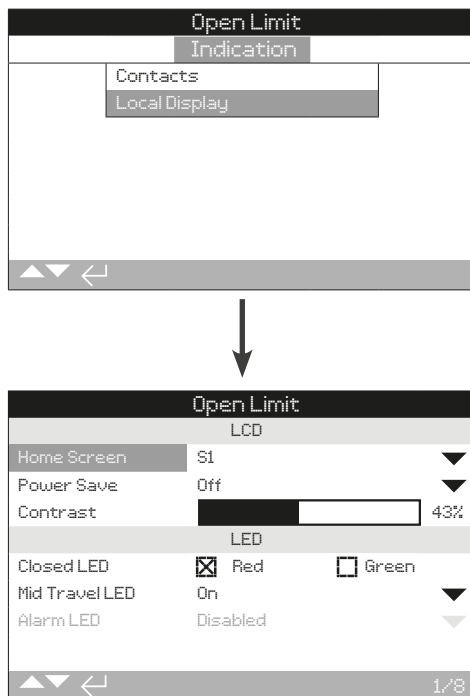 Open Limit
Indication
Contacts
Local Display
Open Limit
LCD
Home Screen S1
Power Save Off
Contrast 43%
LED
Closed LED Red Green
Mid Travel LED On
Alarm LED Disabled
1/8